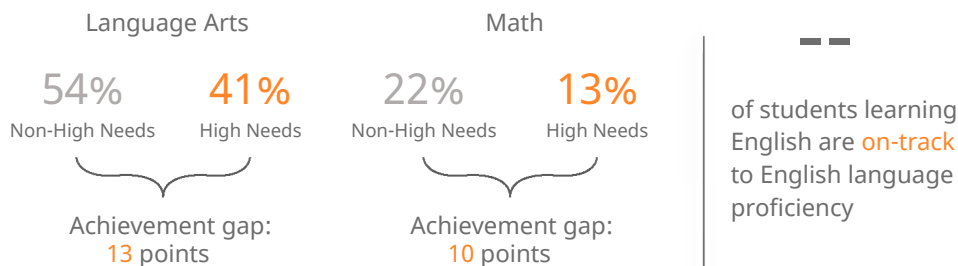 Language Arts
54%
Non-High Needs
41%
High Needs
Achievement gap:
13 points
Math
22%
Non-High Needs
13%
High Needs
Achievement gap:
10 points
--
of students learning
English are on-track
to English language
proficiency